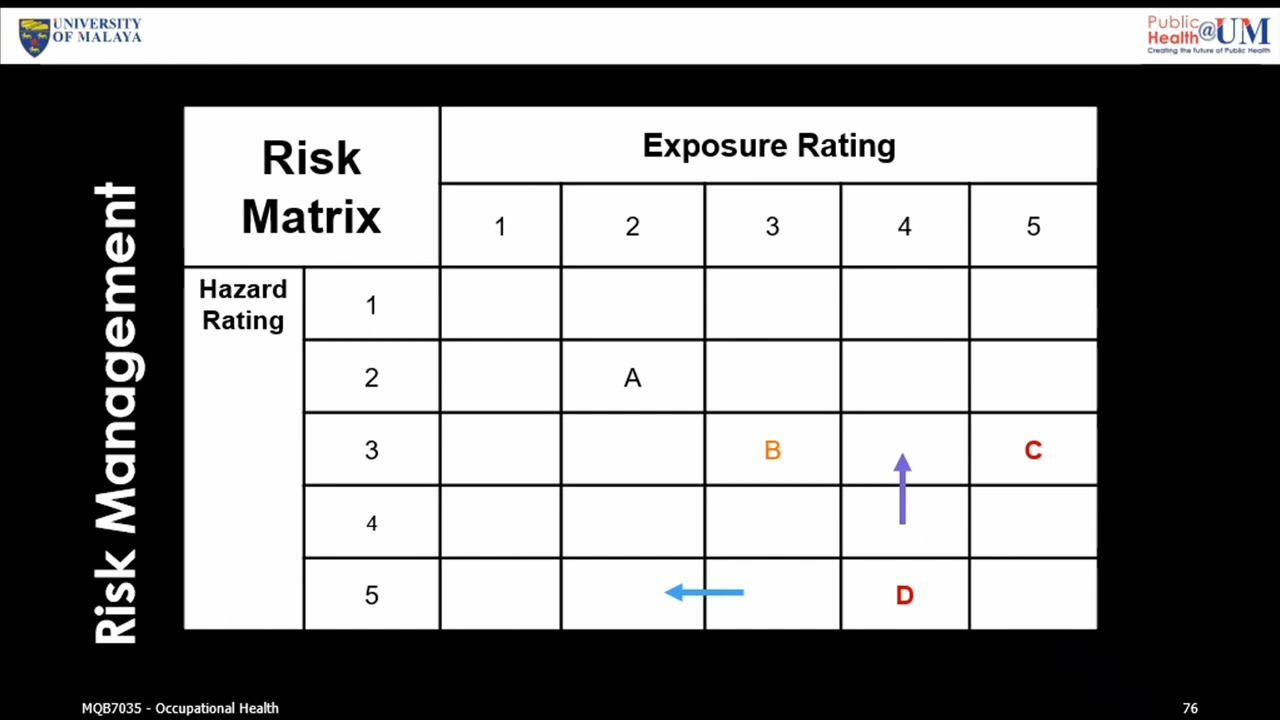 UNIVERSITY
OF MALAYA
Public
Health@UM
Creating the future of Public Health
Risk Management
Risk
Matrix
Exposure Rating
1 2 3 4 5
Hazard
Rating
1
2 A
3 B C
4
5 D
MQB7035 - Occupational Health
76